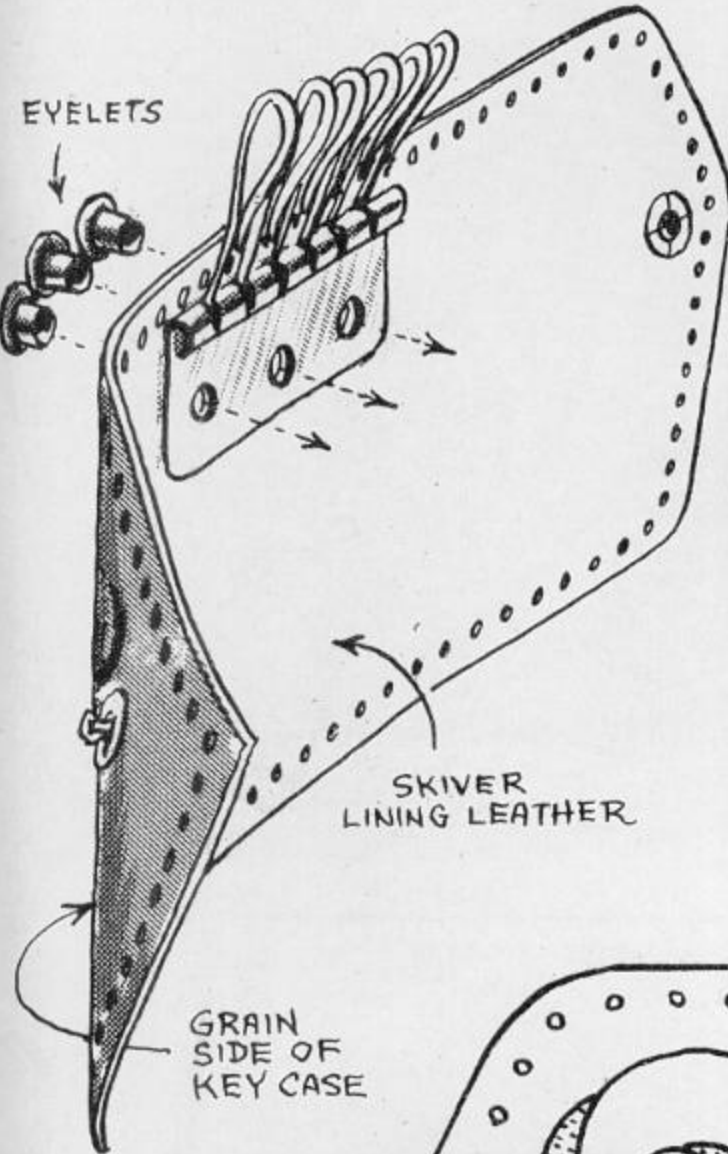 EYELETS
SKIVER
LINING LEATHER
GRAIN
SIDE OF
KEY CASE